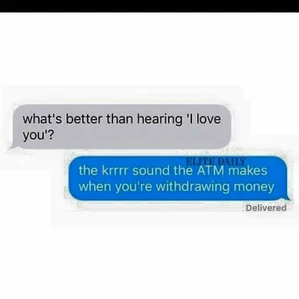 what's better than hearing 'I love
you'?
ELITE DAILY
the krrrr sound the ATM makes
when you're withdrawing money
Delivered